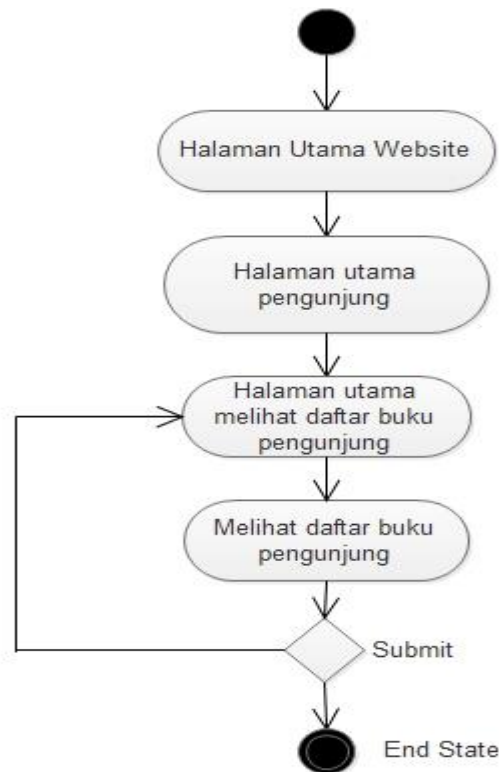 Halaman Utama Website
Halaman utama
pengunjung
Halaman utama
melihat daftar buku
pengunjung
Melihat daftar buku
pengunjung
Submit
End State